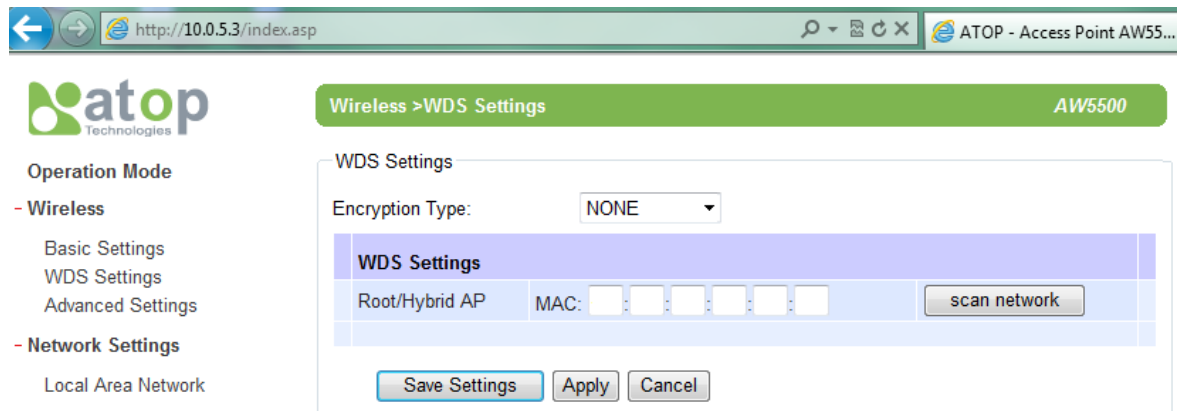 http://10.0.5.3/index.asp
ATOP - Access Point AW55...
atop
Technologies
Wireless >WDS Settings
AW5500
Operation Mode
- Wireless
Basic Settings
WDS Settings
Advanced Settings
- Network Settings
Local Area Network
WDS Settings
Encryption Type: NONE
WDS Settings
Root/Hybrid AP MAC: : : : : : scan network
Save Settings Apply Cancel